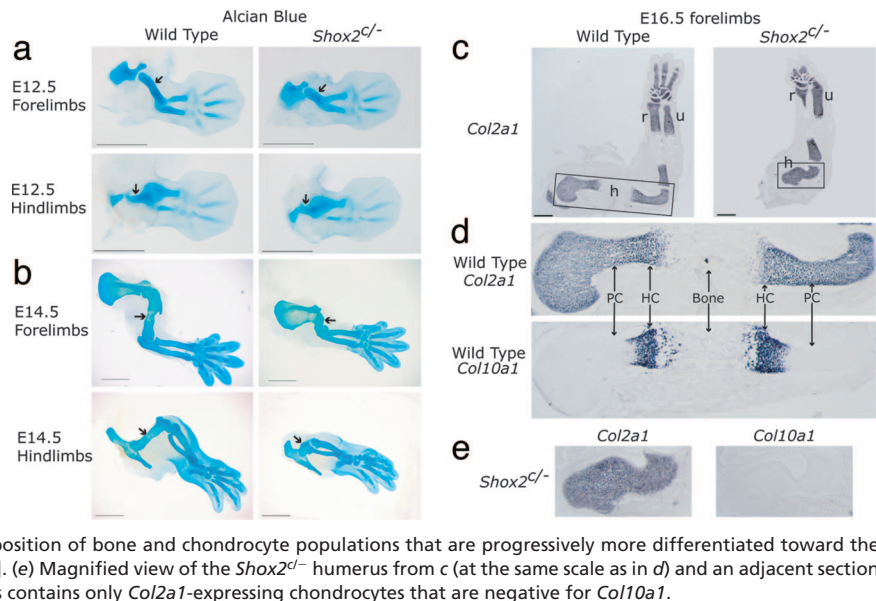 Alcian Blue
Wild Type Shox2c/-
a
E12.5
Forelimbs
E12.5
Hindlimbs
b
E14.5
Forelimbs
E14.5
Hindlimbs
E16.5 forelimbs
Wild Type Shox2c/-
c
Col2a1
r u
h
r u
h
d
Wild Type
Col2a1
PC HC Bone HC PC
Wild Type
Col10a1
e
Col2a1 Col10a1
Shox2c/-
osition of bone and chondrocyte populations that are progressively more differentiated toward the
]. (e) Magnified view of the Shox2c/− humerus from c (at the same scale as in d) and an adjacent section
s contains only Col2a1-expressing chondrocytes that are negative for Col10a1.